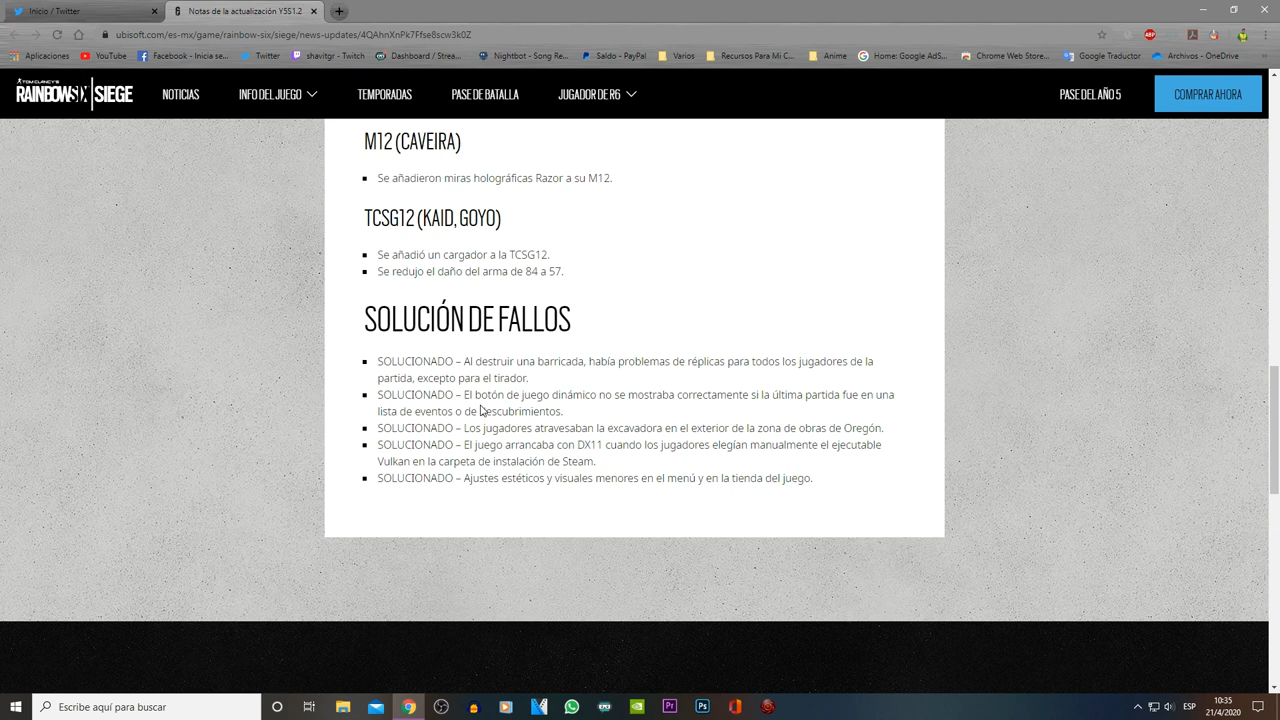 Inicio / Twitter
Notas de la actualización Y5S1.2
ubisoft.com/es-mx/game/rainbow-six/siege/news-updates/4QAhnXnPk7Ffse8scw3k0Z
Aplicaciones YouTube Facebook - Inicia se... Twitter shavitgr - Twitch Dashboard / Strea... Nightbot - Song Re... Saldo - PayPal Varios Recursos Para Mi C... Anime Home: Google AdS... Chrome Web Store... Google Traductor Archivos - OneDrive
TOM CLANCY'S
RAINBOW SIX SIEGE NOTICIAS INFO DEL JUEGO TEMPORADAS PASE DE BATALLA JUGADOR DE R6 PASE DEL AÑO 5 COMPRAR AHORA
M12 (CAVEIRA)
Se añadieron miras holográficas Razor a su M12.
TCSG12 (KAID, GOYO)
Se añadió un cargador a la TCSG12.
Se redujo el daño del arma de 84 a 57.
SOLUCIÓN DE FALLOS
SOLUCIONADO – Al destruir una barricada, había problemas de réplicas para todos los jugadores de la
partida, excepto para el tirador.
SOLUCIONADO – El botón de juego dinámico no se mostraba correctamente si la última partida fue en una
lista de eventos o de descubrimientos.
SOLUCIONADO – Los jugadores atravesaban la excavadora en el exterior de la zona de obras de Oregón.
SOLUCIONADO – El juego arrancaba con DX11 cuando los jugadores elegían manualmente el ejecutable
Vulkan en la carpeta de instalación de Steam.
SOLUCIONADO – Ajustes estéticos y visuales menores en el menú y en la tienda del juego.
Escribe aquí para buscar
ESP
10:35
21/4/2020